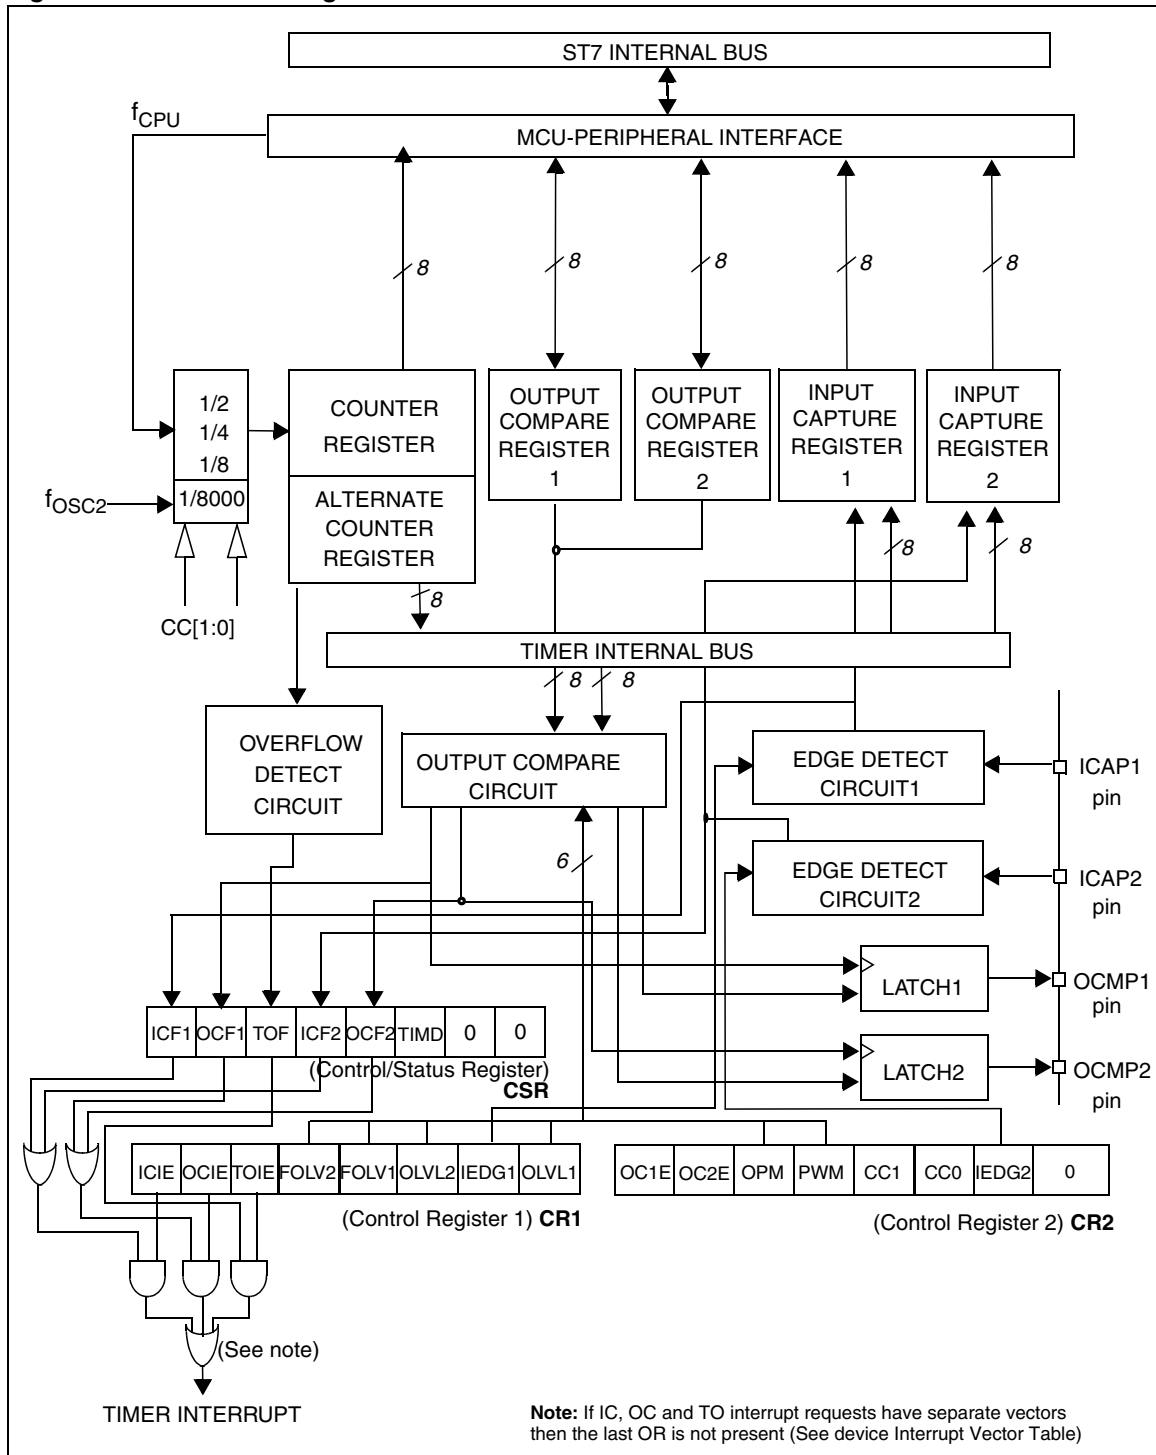 ST7 INTERNAL BUS
fCPU
MCU-PERIPHERAL INTERFACE
8
8
8
8
8
1/2
1/4
1/8
1/8000
fOSC2
CC[1:0]
COUNTER
REGISTER
ALTERNATE
COUNTER
REGISTER
OUTPUT
COMPARE
REGISTER
1
OUTPUT
COMPARE
REGISTER
2
INPUT
CAPTURE
REGISTER
1
INPUT
CAPTURE
REGISTER
2
8
8
8
TIMER INTERNAL BUS
8
8
OVERFLOW
DETECT
CIRCUIT
OUTPUT COMPARE
CIRCUIT
6
EDGE DETECT
CIRCUIT1
EDGE DETECT
CIRCUIT2
ICAP1
pin
ICAP2
pin
LATCH1
OCMP1
pin
LATCH2
OCMP2
pin
ICF1 OCF1 TOF ICF2 OCF2 TIMD 0 0
(Control/Status Register)
CSR
ICIE OCIE TOIE FOLV2 FOLV1 OLVL2 IEDG1 OLVL1
(Control Register 1) CR1
OC1E OC2E OPM PWM CC1 CC0 IEDG2 0
(Control Register 2) CR2
(See note)
TIMER INTERRUPT
Note: If IC, OC and TO interrupt requests have separate vectors
then the last OR is not present (See device Interrupt Vector Table)